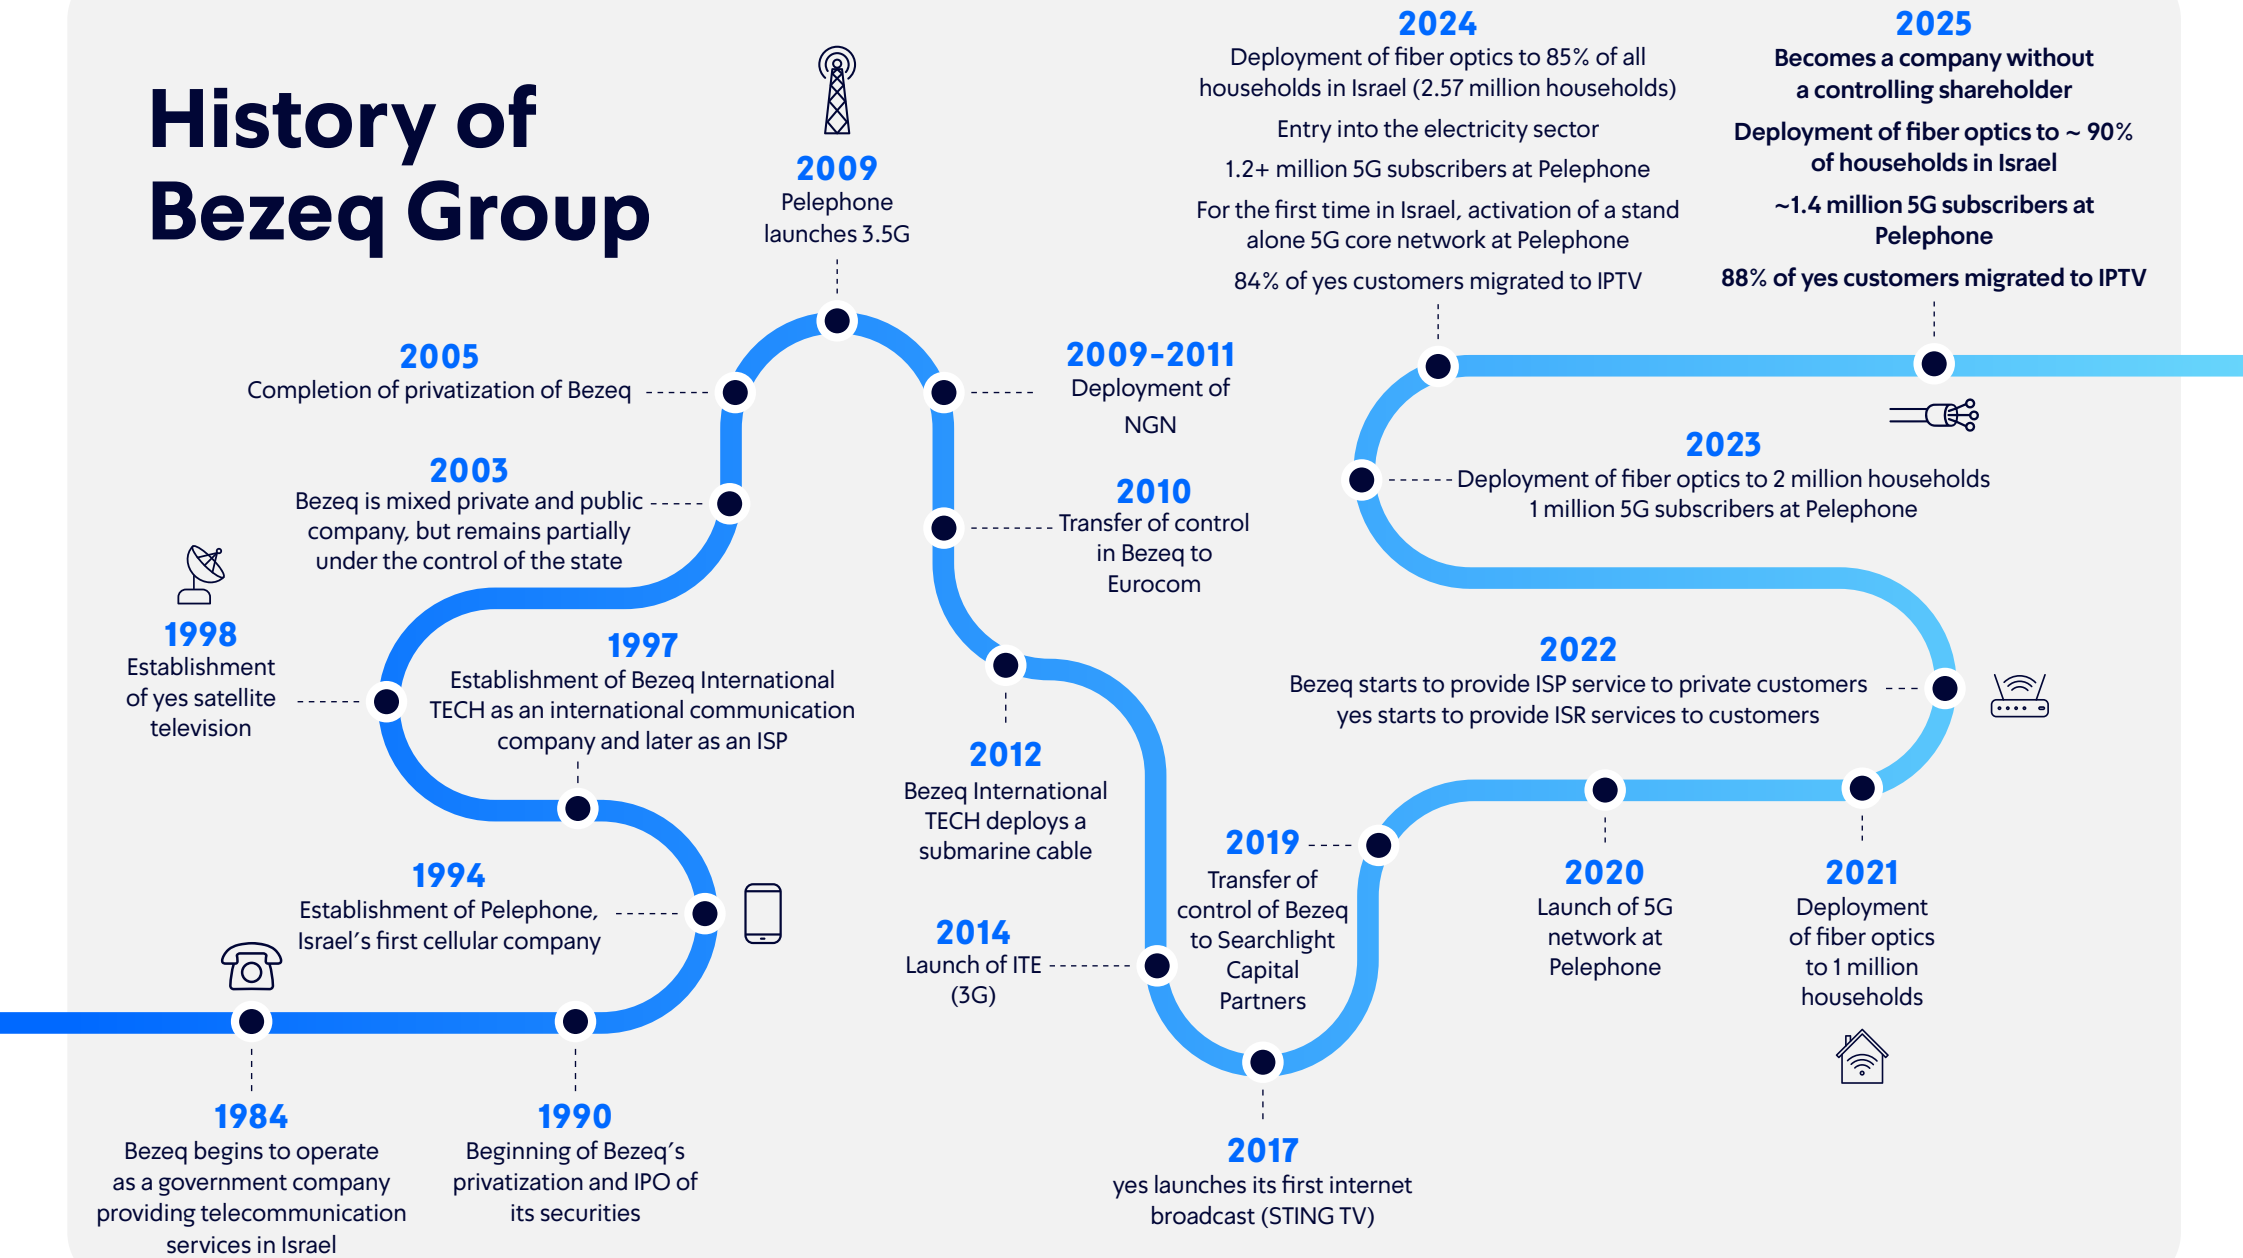 History of
Bezeq Group
1984
Bezeq begins to operate
as a government company
providing telecommunication
services in Israel
1990
Beginning of Bezeq’s
privatization and IPO of
its securities
1994
Establishment of Pelephone,
Israel’s first cellular company
1997
Establishment of Bezeq International
TECH as an international communication
company and later as an ISP
1998
Establishment
of yes satellite
television
2003
Bezeq is mixed private and public
company, but remains partially
under the control of the state
2005
Completion of privatization of Bezeq
2009
Pelephone
launches 3.5G
2009-2011
Deployment of
NGN
2010
Transfer of control
in Bezeq to
Eurocom
2012
Bezeq International
TECH deploys a
submarine cable
2014
Launch of ITE
(3G)
2017
yes launches its first internet
broadcast (STING TV)
2019
Transfer of
control of Bezeq
to Searchlight
Capital
Partners
2020
Launch of 5G
network at
Pelephone
2021
Deployment
of fiber optics
to 1 million
households
2022
Bezeq starts to provide ISP service to private customers
yes starts to provide ISR services to customers
2023
Deployment of fiber optics to 2 million households
1 million 5G subscribers at Pelephone
2024
Deployment of fiber optics to 85% of all
households in Israel (2.57 million households)
Entry into the electricity sector
1.2+ million 5G subscribers at Pelephone
For the first time in Israel, activation of a stand
alone 5G core network at Pelephone
84% of yes customers migrated to IPTV
2025
Becomes a company without
a controlling shareholder
Deployment of fiber optics to ~ 90%
of households in Israel
~1.4 million 5G subscribers at
Pelephone
88% of yes customers migrated to IPTV